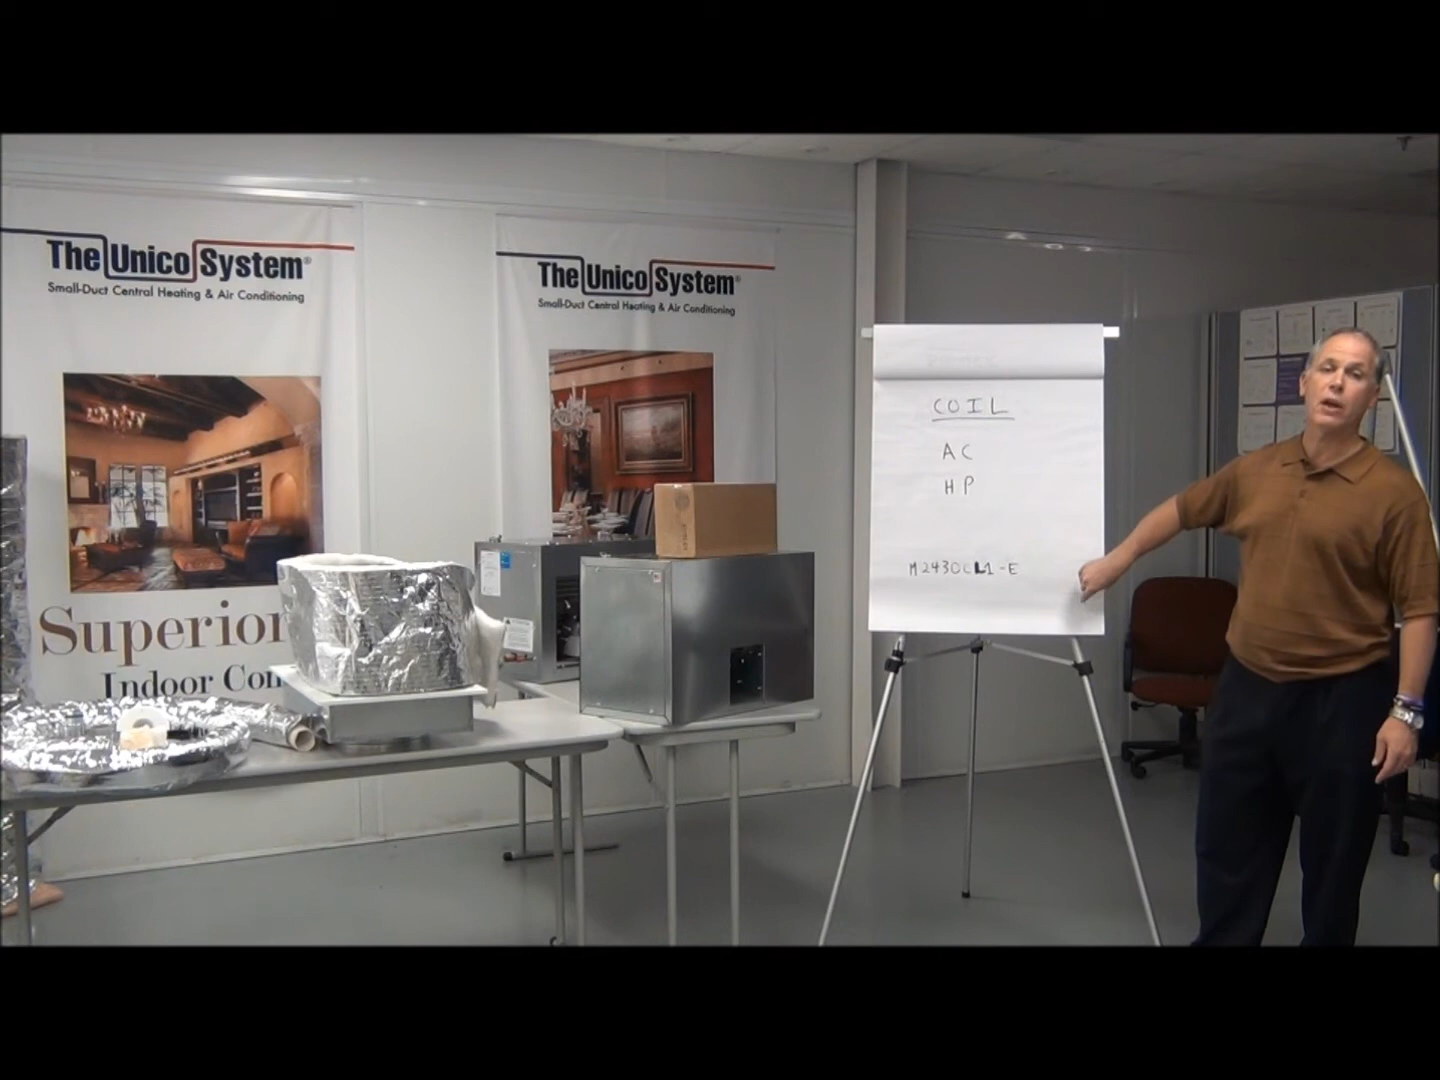 The Unico System®
Small-Duct Central Heating & Air Conditioning
Superior
Indoor Com
The Unico System®
Small-Duct Central Heating & Air Conditioning
COIL
AC
HP
M2430CL1-E